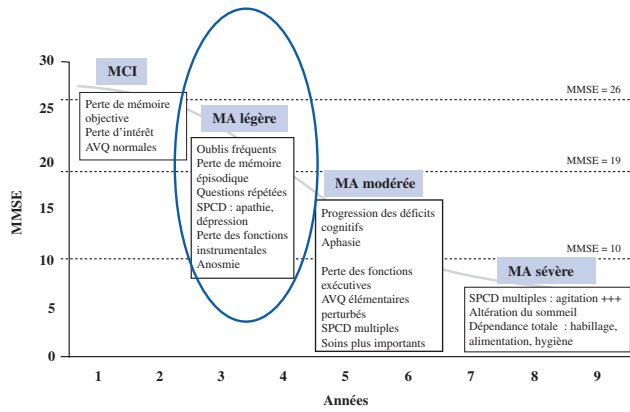 MMSE
30
25
20
15
10
5
0
MMSE = 26
MMSE = 19
MMSE = 10
MCI
Perte de mémoire
objective
Perte d'intérêt
AVQ normales
MA légère
Oublis fréquents
Perte de mémoire
épisodique
Questions répétées
SPCD : apathie,
dépression
Perte des fonctions
instrumentales
Anosmie
MA modérée
Progression des déficits
cognitifs
Aphasie
Perte des fonctions
exécutives
AVQ élémentaires
perturbés
SPCD multiples
Soins plus importants
MA sévère
SPCD multiples : agitation +++
Altération du sommeil
Dépendance totale : habillage,
alimentation, hygiène
1 2 3 4 5 6 7 8 9
Années